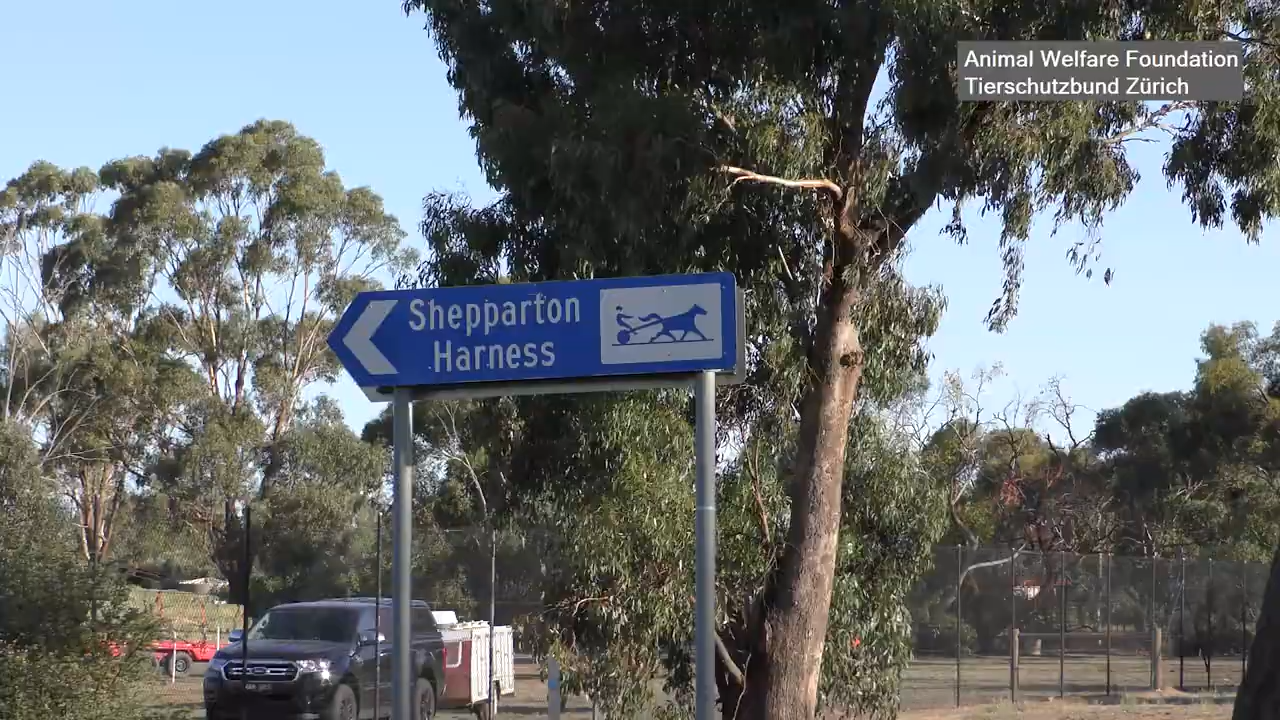 Animal Welfare Foundation
Tierschutzbund Zürich
Shepparton
Harness